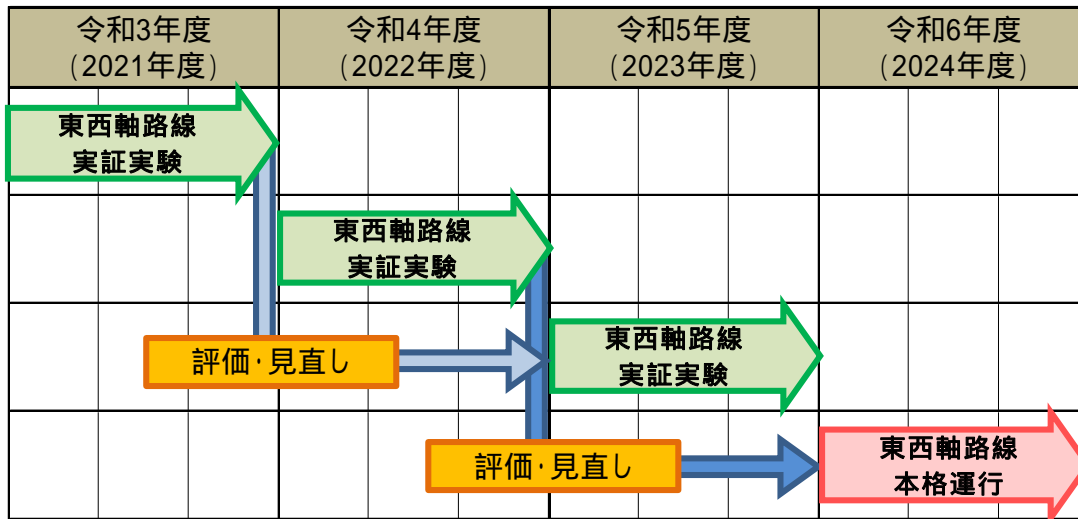 令和3年度
(2021年度)
令和4年度
(2022年度)
令和5年度
(2023年度)
令和6年度
(2024年度)
東西軸路線
実証実験
東西軸路線
実証実験
評価・見直し
東西軸路線
実証実験
評価・見直し
東西軸路線
本格運行